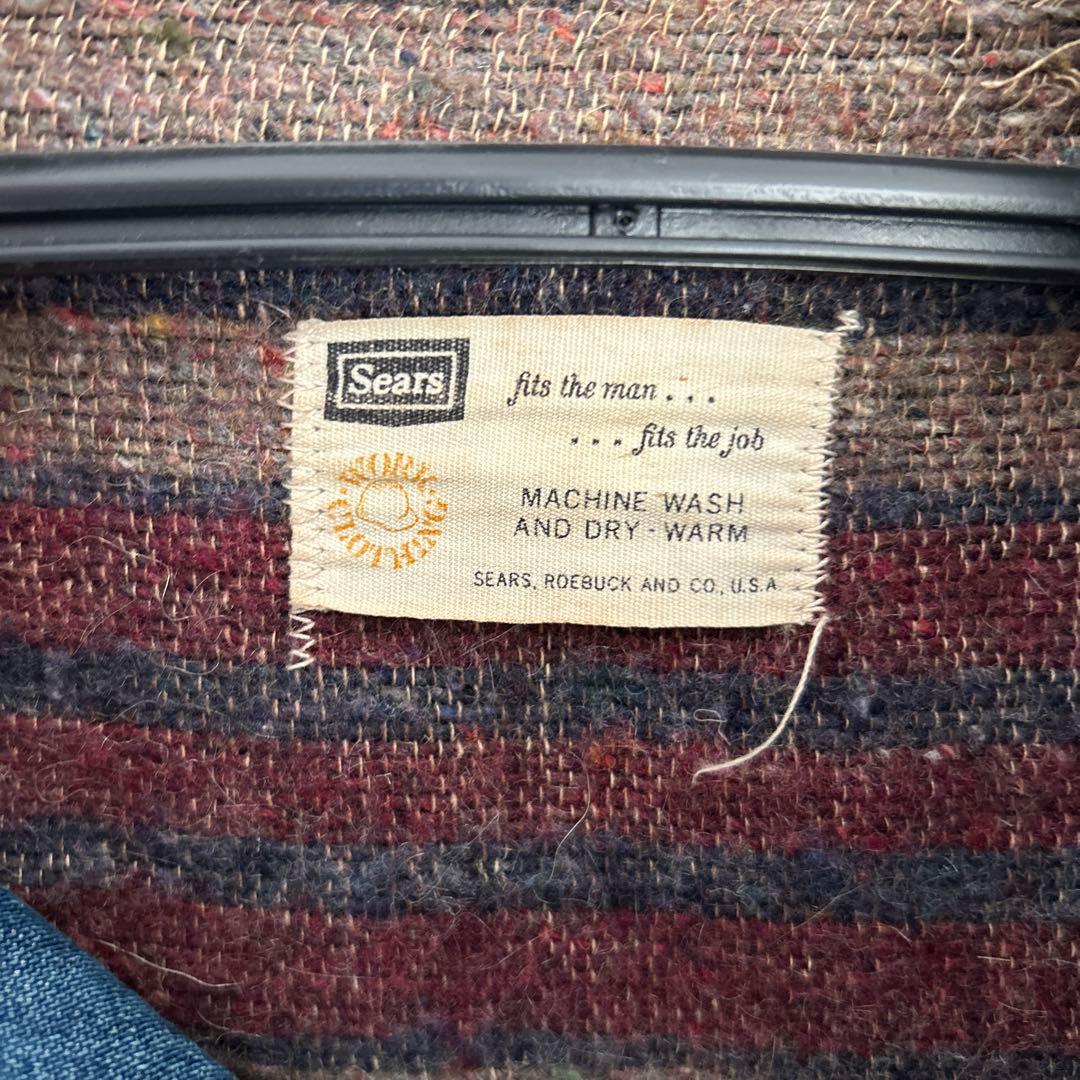 Sears
fits the man . . .
. . . fits the job
WORK CLOTHING
MACHINE WASH
AND DRY - WARM
SEARS, ROEBUCK AND CO., U.S.A.